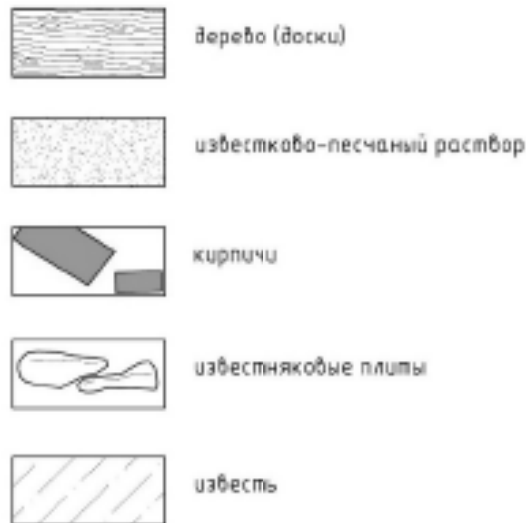 дерево (доски)
известково-песчаный раствор
кирпичи
известняковые плиты
известь